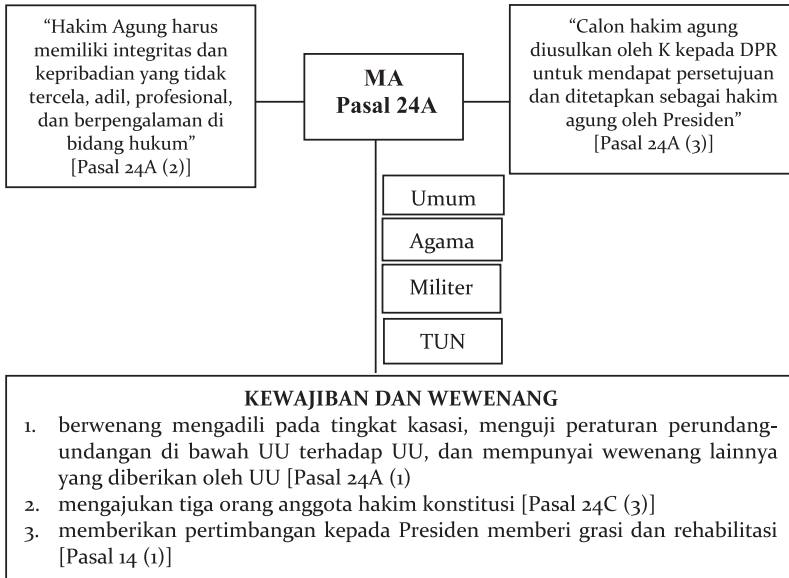 “Hakim Agung harus
memiliki integritas dan
kepribadian yang tidak
tercela, adil, profesional,
dan berpengalaman di
bidang hukum”
[Pasal 24A (2)]
MA
Pasal 24A
“Calon hakim agung
diusulkan oleh K kepada DPR
untuk mendapat persetujuan
dan ditetapkan sebagai hakim
agung oleh Presiden”
[Pasal 24A (3)]
Umum
Agama
Militer
TUN
KEWAJIBAN DAN WEWENANG
1. berwenang mengadili pada tingkat kasasi, menguji peraturan perundang-
undangan di bawah UU terhadap UU, dan mempunyai wewenang lainnya
yang diberikan oleh UU [Pasal 24A (1)
2. mengajukan tiga orang anggota hakim konstitusi [Pasal 24C (3)]
3. memberikan pertimbangan kepada Presiden memberi grasi dan rehabilitasi
[Pasal 14 (1)]